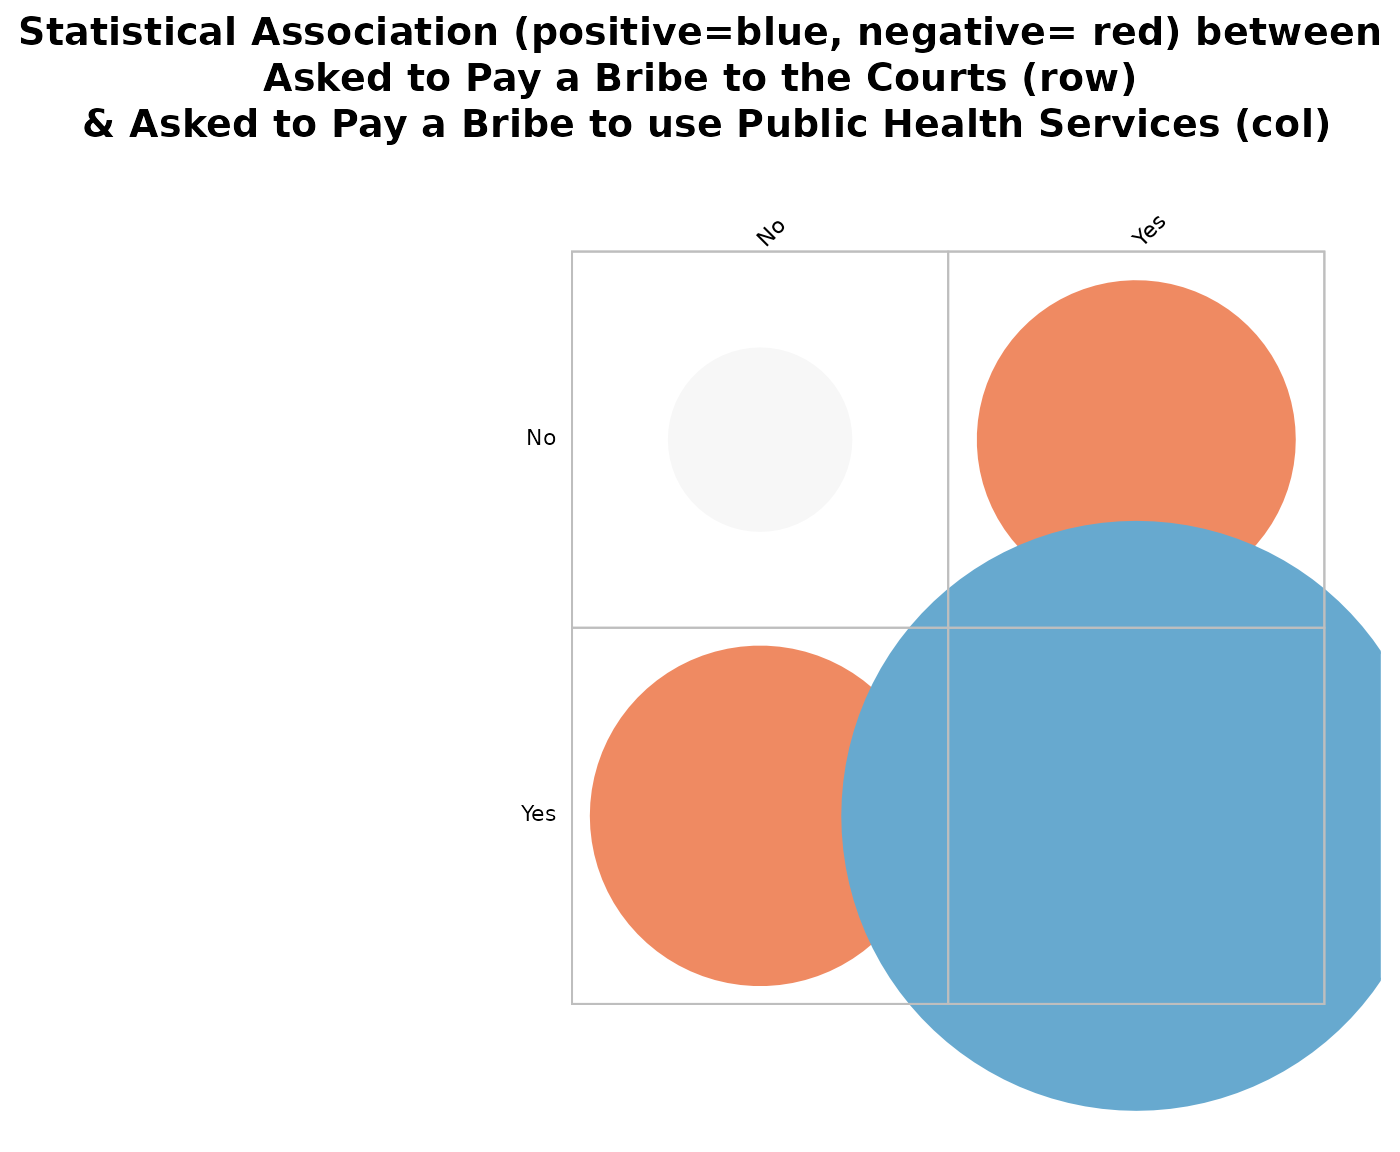 Statistical Association (positive=blue, negative= red) between
Asked to Pay a Bribe to the Courts (row)
& Asked to Pay a Bribe to use Public Health Services (col)
No
Yes
No
Yes